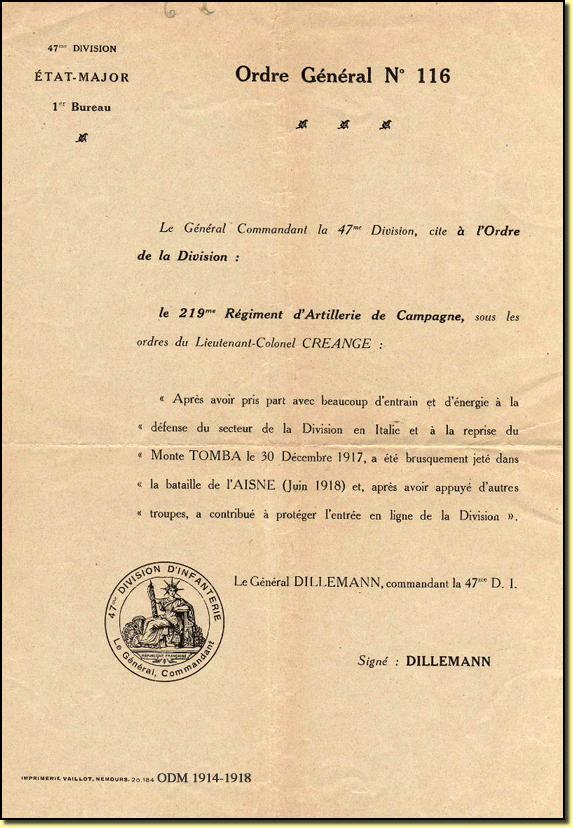 47me DIVISION
ÉTAT-MAJOR
1er Bureau
Ordre Général N° 116
Le Général Commandant la 47me Division, cite à l'Ordre
de la Division :
le 219me Régiment d'Artillerie de Campagne, sous les
ordres du Lieutenant-Colonel CREANGE :
« Après avoir pris part avec beaucoup d'entrain et d'énergie à la
« défense du secteur de la Division en Italie et à la reprise du
« Monte TOMBA le 30 Décembre 1917, a été brusquement jeté dans
« la bataille de l'AISNE (Juin 1918) et, après avoir appuyé d'autres
« troupes, a contribué à protéger l'entrée en ligne de la Division ».
47me DIVISION D'INFANTERIE
RÉPUBLIQUE FRANÇAISE
Le Général, Commandant
Le Général DILLEMANN, commandant la 47me D. I.
Signé : DILLEMANN
IMPRIMERIE VAILLOT, NEMOURS. 20.184 ODM 1914-1918